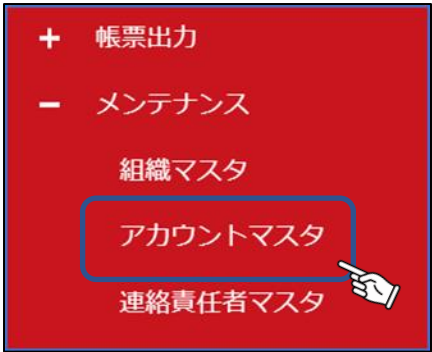 + 帳票出力
− メンテナンス
組織マスタ
アカウントマスタ
連絡責任者マスタ